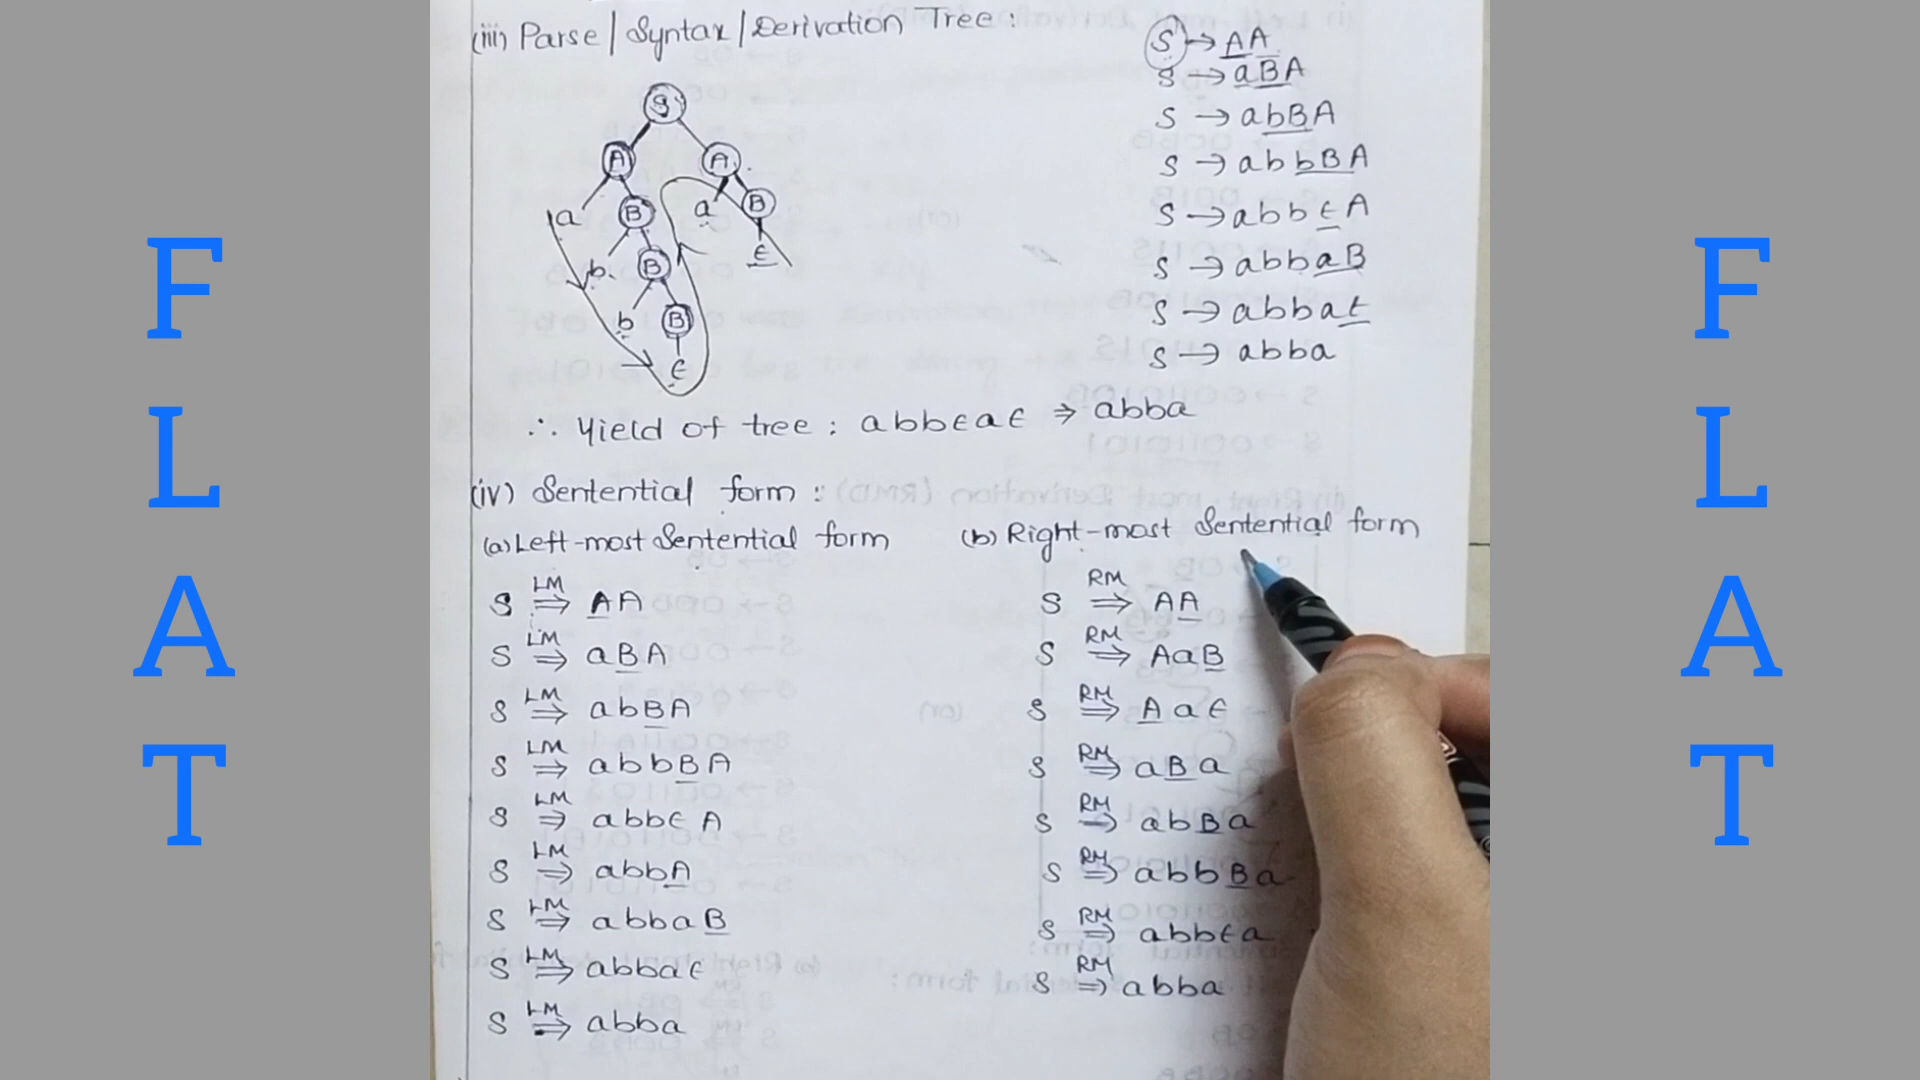 F
L
A
T
(iii) Parse / Syntax / Derivation Tree :
S
A A
a B a B
b B ε
b B
ε
S → AA
S → aBA
S → abBA
S → abbBA
S → abbεA
S → abbaB
S → abbaε
S → abba
∴ Yield of tree : abbεaε ⇒ abba
(iv) Sentential form :
(a) Left-most Sentential form
S LM⇒ AA
S LM⇒ aBA
S LM⇒ abBA
S LM⇒ abbBA
S LM⇒ abbεA
S LM⇒ abbA
S LM⇒ abbaB
S LM⇒ abbaε
S LM⇒ abba
(b) Right-most Sentential form
S RM⇒ AA
S RM⇒ AaB
S RM⇒ Aaε
S RM⇒ aBa
S RM⇒ abBa
S RM⇒ abbBa
S RM⇒ abbεa
S RM⇒ abba
F
L
A
T